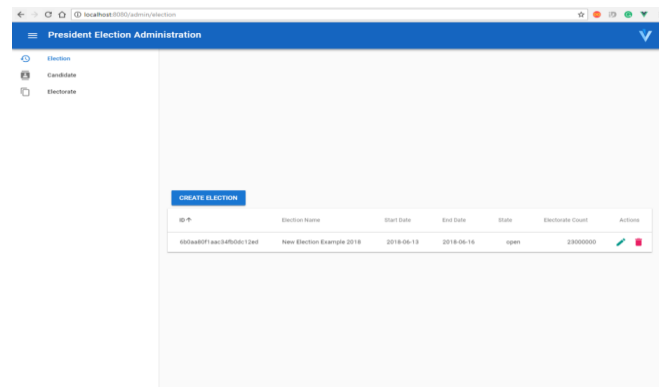 localhost:8080/admin/election
President Election Administration
Election
Candidate
Electorate
CREATE ELECTION
ID Election Name Start Date End Date State Electorate Count Actions
New Election Example 2018 2018-06-13 2018-06-16 open 23000000